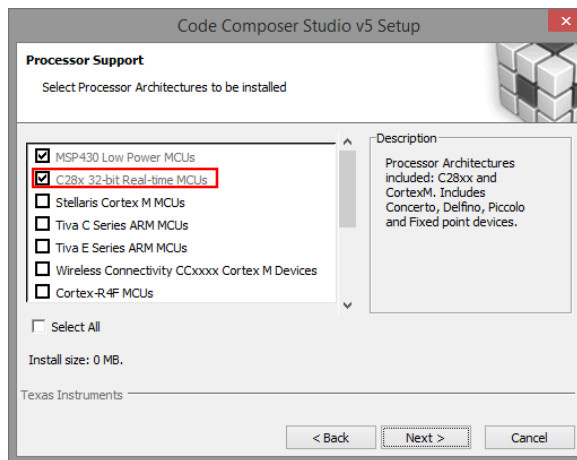 Code Composer Studio v5 Setup
Processor Support
Select Processor Architectures to be installed
MSP430 Low Power MCUs
C28x 32-bit Real-time MCUs
Stellaris Cortex M MCUs
Tiva C Series ARM MCUs
Tiva E Series ARM MCUs
Wireless Connectivity CCxxxx Cortex M Devices
Cortex-R4F MCUs
Select All
Description
Processor Architectures
included: C28xx and
CortexM. Includes
Concerto, Delfino, Piccolo
and Fixed point devices.
Install size: 0 MB.
Texas Instruments
< Back
Next >
Cancel